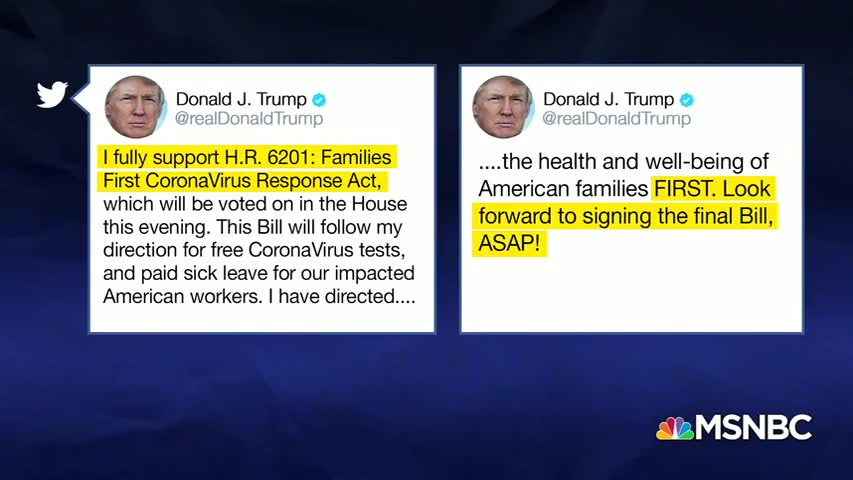 Donald J. Trump
@realDonaldTrump
I fully support H.R. 6201: Families
First CoronaVirus Response Act,
which will be voted on in the House
this evening. This Bill will follow my
direction for free CoronaVirus tests,
and paid sick leave for our impacted
American workers. I have directed....
Donald J. Trump
@realDonaldTrump
....the health and well-being of
American families FIRST. Look
forward to signing the final Bill,
ASAP!
MSNBC